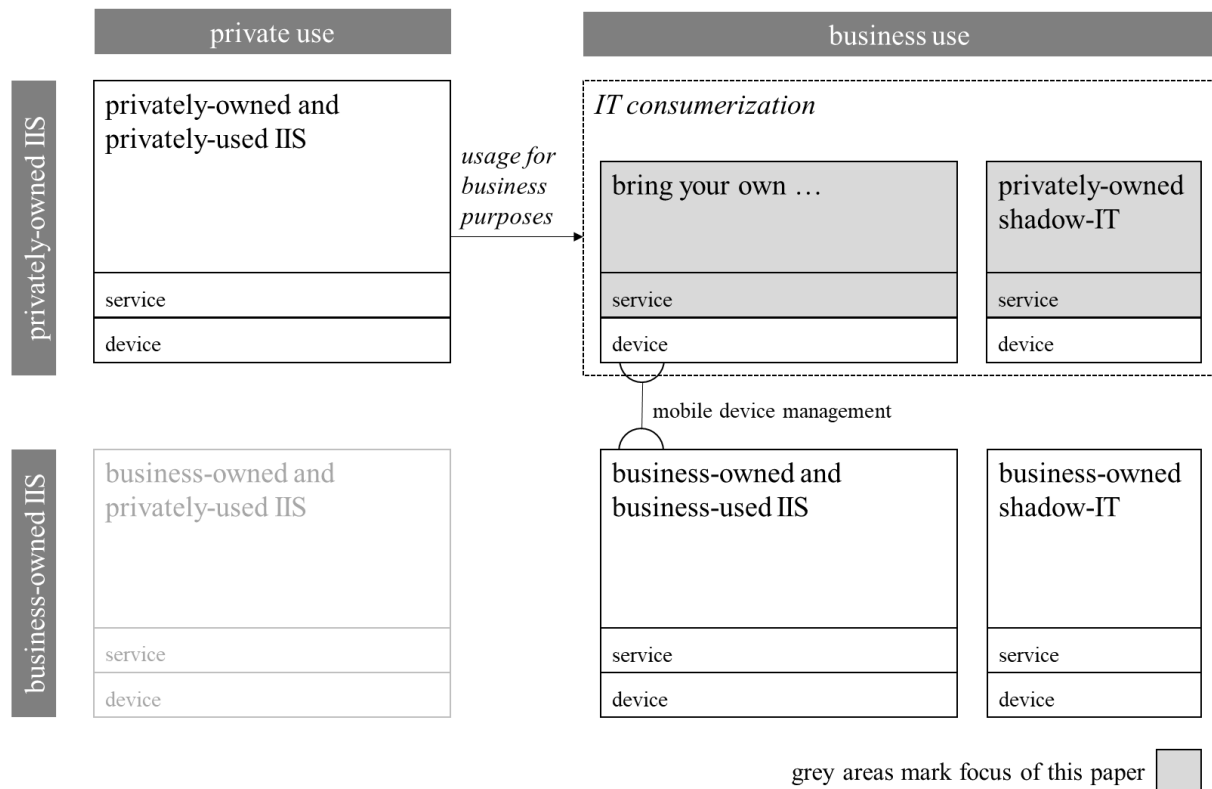 private use
business use
privately-owned IIS
privately-owned and
privately-used IIS
service
device
usage for
business
purposes
IT consumerization
bring your own …
service
device
privately-owned
shadow-IT
service
device
mobile device management
business-owned IIS
business-owned and
privately-used IIS
service
device
business-owned and
business-used IIS
service
device
business-owned
shadow-IT
service
device
grey areas mark focus of this paper